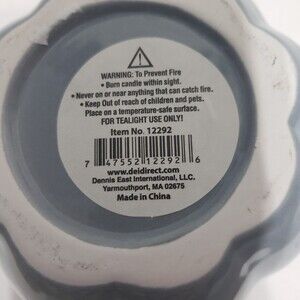 WARNING: To Prevent Fire
• Burn candle within sight.
• Never on or near anything that can catch fire.
• Keep Out of reach of children and pets.
Place on a temperature-safe surface.
FOR TEALIGHT USE ONLY!
Item No. 12292
7 47552 12292 6
www.deidirect.com
Dennis East International, LLC.
Yarmouthport, MA 02675
Made in China